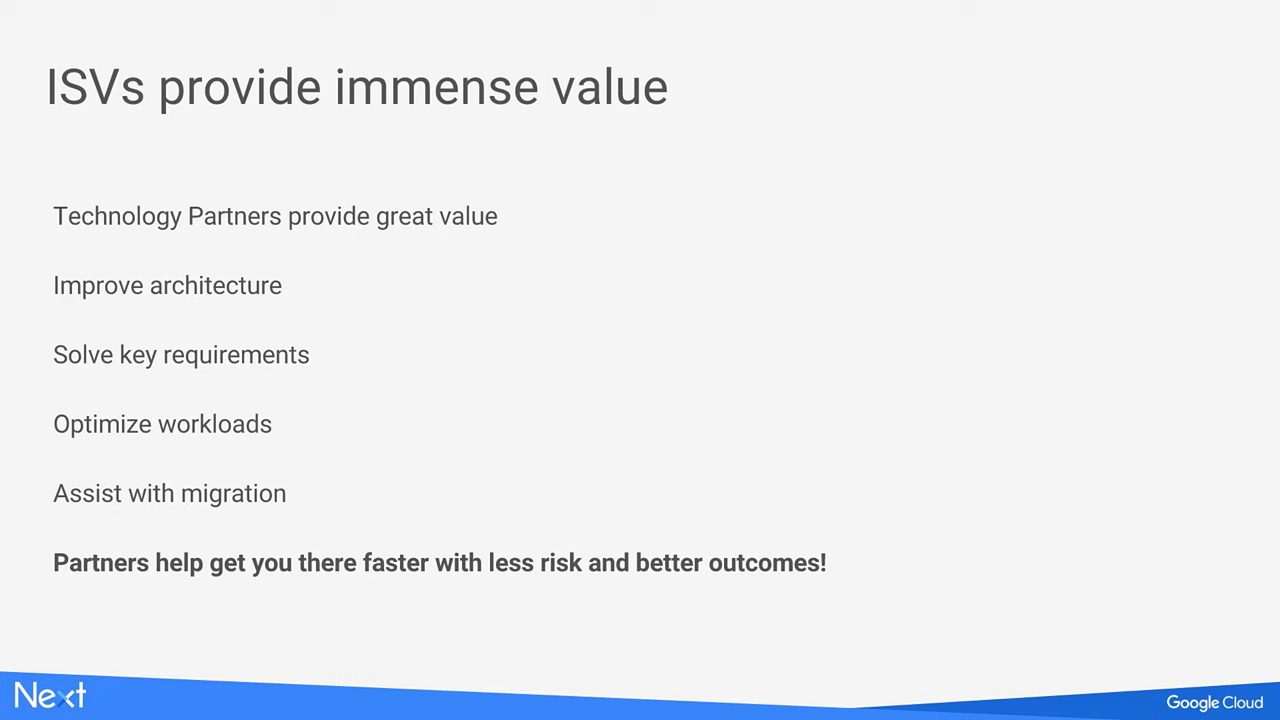 ISVs provide immense value
Technology Partners provide great value
Improve architecture
Solve key requirements
Optimize workloads
Assist with migration
Partners help get you there faster with less risk and better outcomes!
Next
Google Cloud